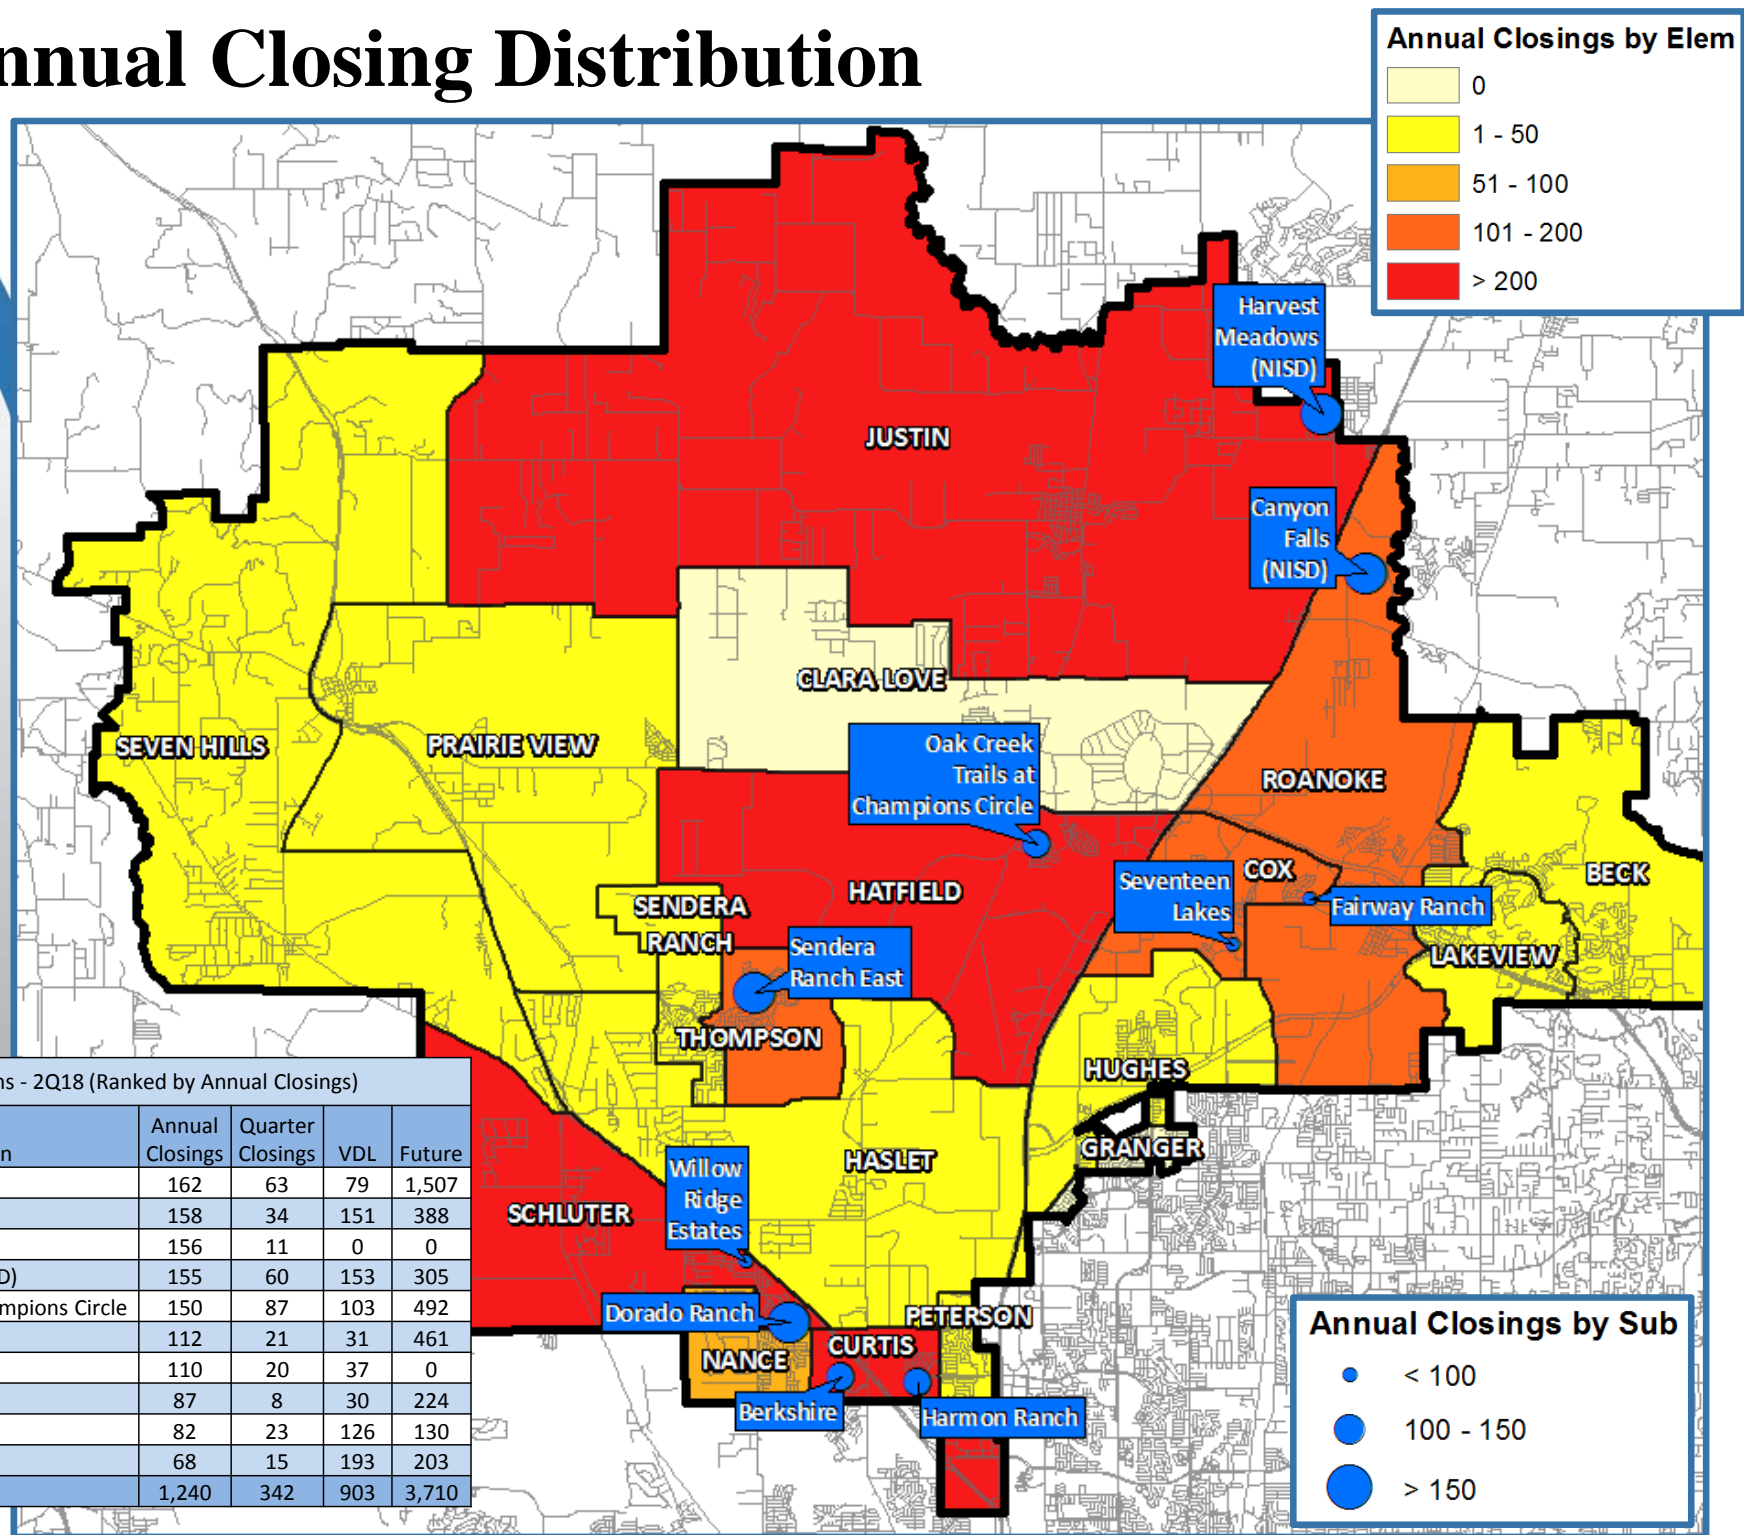 nnual Closing Distribution
Annual Closings by Elem
0
1 - 50
51 - 100
101 - 200
> 200
Harvest
Meadows
(NISD)
JUSTIN
Canyon
Falls
(NISD)
CLARA LOVE
SEVEN HILLS
PRAIRIE VIEW
Oak Creek
Trails at
Champions Circle
ROANOKE
COX
BECK
Seventeen
Lakes
Fairway Ranch
HATFIELD
SENDERA
RANCH
Sendera
Ranch East
LAKEVIEW
THOMPSON
HUGHES
GRANGER
HASLET
Willow
Ridge
Estates
SCHLUTER
Dorado Ranch
PETERSON
CURTIS
NANCE
Berkshire
Harmon Ranch
ns - 2Q18 (Ranked by Annual Closings)
n Annual Closings Quarter Closings VDL Future
162 63 79 1,507
158 34 151 388
156 11 0 0
D) 155 60 153 305
mpions Circle 150 87 103 492
112 21 31 461
110 20 37 0
87 8 30 224
82 23 126 130
68 15 193 203
1,240 342 903 3,710
Annual Closings by Sub
< 100
100 - 150
> 150